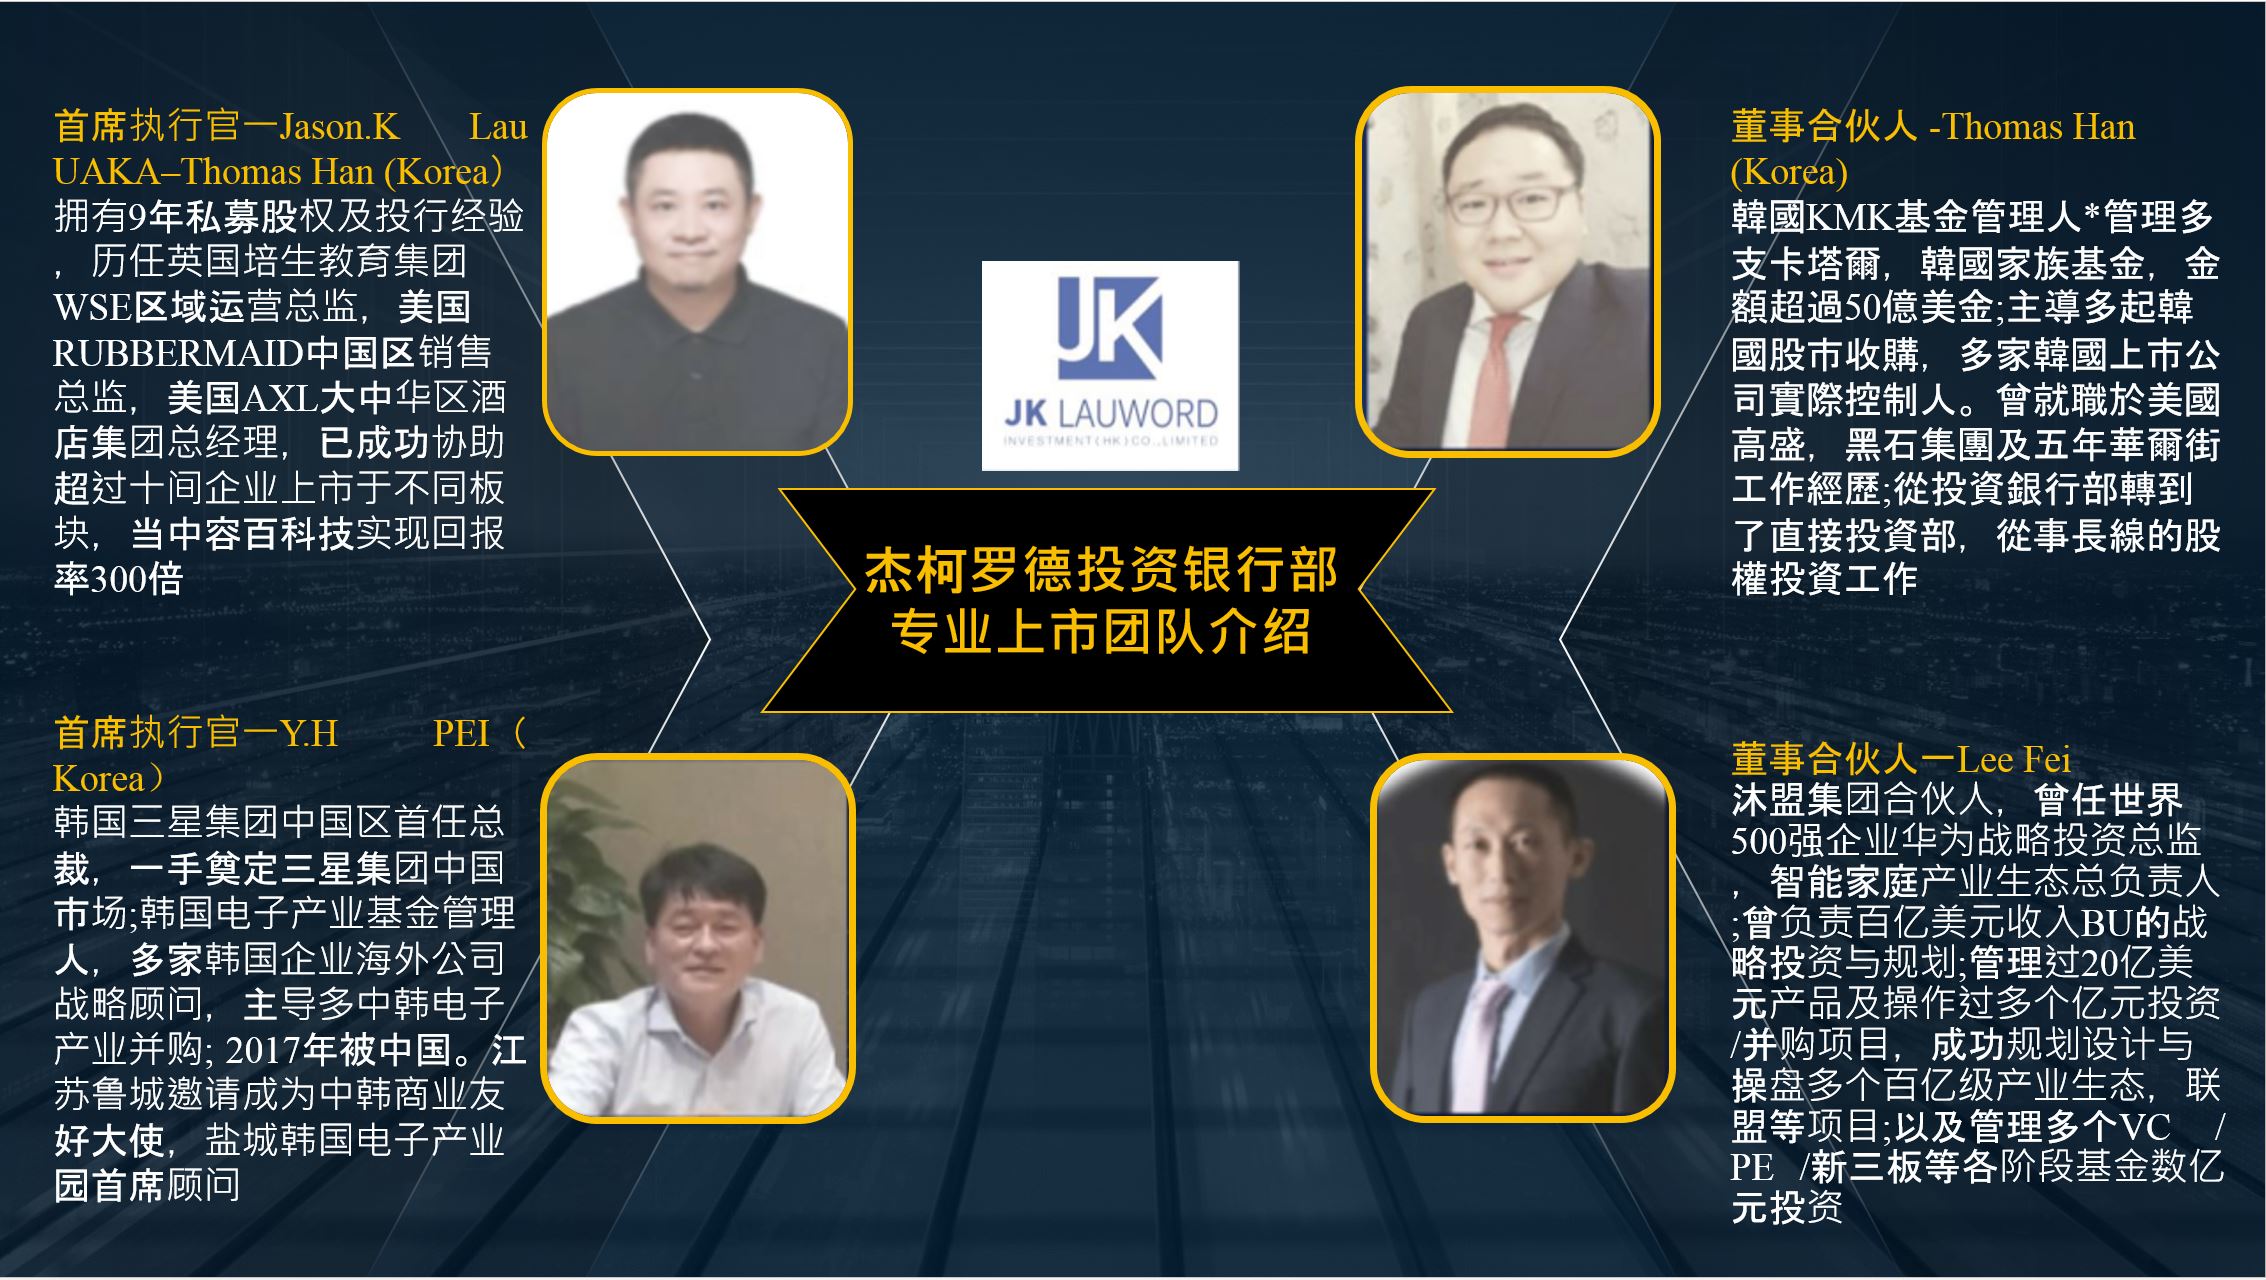 首席执行官一Jason.K Lau
UAKA–Thomas Han (Korea）
拥有9年私募股权及投行经验
，历任英国培生教育集团
WSE区域运营总监，美国
RUBBERMAID中国区销售
总监，美国AXL大中华区酒
店集团总经理，已成功协助
超过十间企业上市于不同板
块，当中容百科技实现回报
率300倍
首席执行官一Y.H PEI（
Korea）
韩国三星集团中国区首任总
裁，一手奠定三星集团中国
市场;韩国电子产业基金管理
人，多家韩国企业海外公司
战略顾问，主导多中韩电子
产业并购; 2017年被中国。江
苏鲁城邀请成为中韩商业友
好大使，盐城韩国电子产业
园首席顾问
JK
JK LAUWORD
INVESTMENT(HK)CO.,LIMITED
杰柯罗德投资银行部
专业上市团队介绍
董事合伙人 -Thomas Han
(Korea)
韓國KMK基金管理人*管理多
支卡塔爾，韓國家族基金，金
額超過50億美金;主導多起韓
國股市收購，多家韓國上市公
司實際控制人。曾就職於美國
高盛，黑石集團及五年華爾街
工作經歷;從投資銀行部轉到
了直接投資部，從事長線的股
權投資工作
董事合伙人一Lee Fei
沐盟集团合伙人，曾任世界
500强企业华为战略投资总监
，智能家庭产业生态总负责人
;曾负责百亿美元收入BU的战
略投资与规划;管理过20亿美
元产品及操作过多个亿元投资
/并购项目，成功规划设计与
操盘多个百亿级产业生态，联
盟等项目;以及管理多个VC /
PE /新三板等各阶段基金数亿
元投资